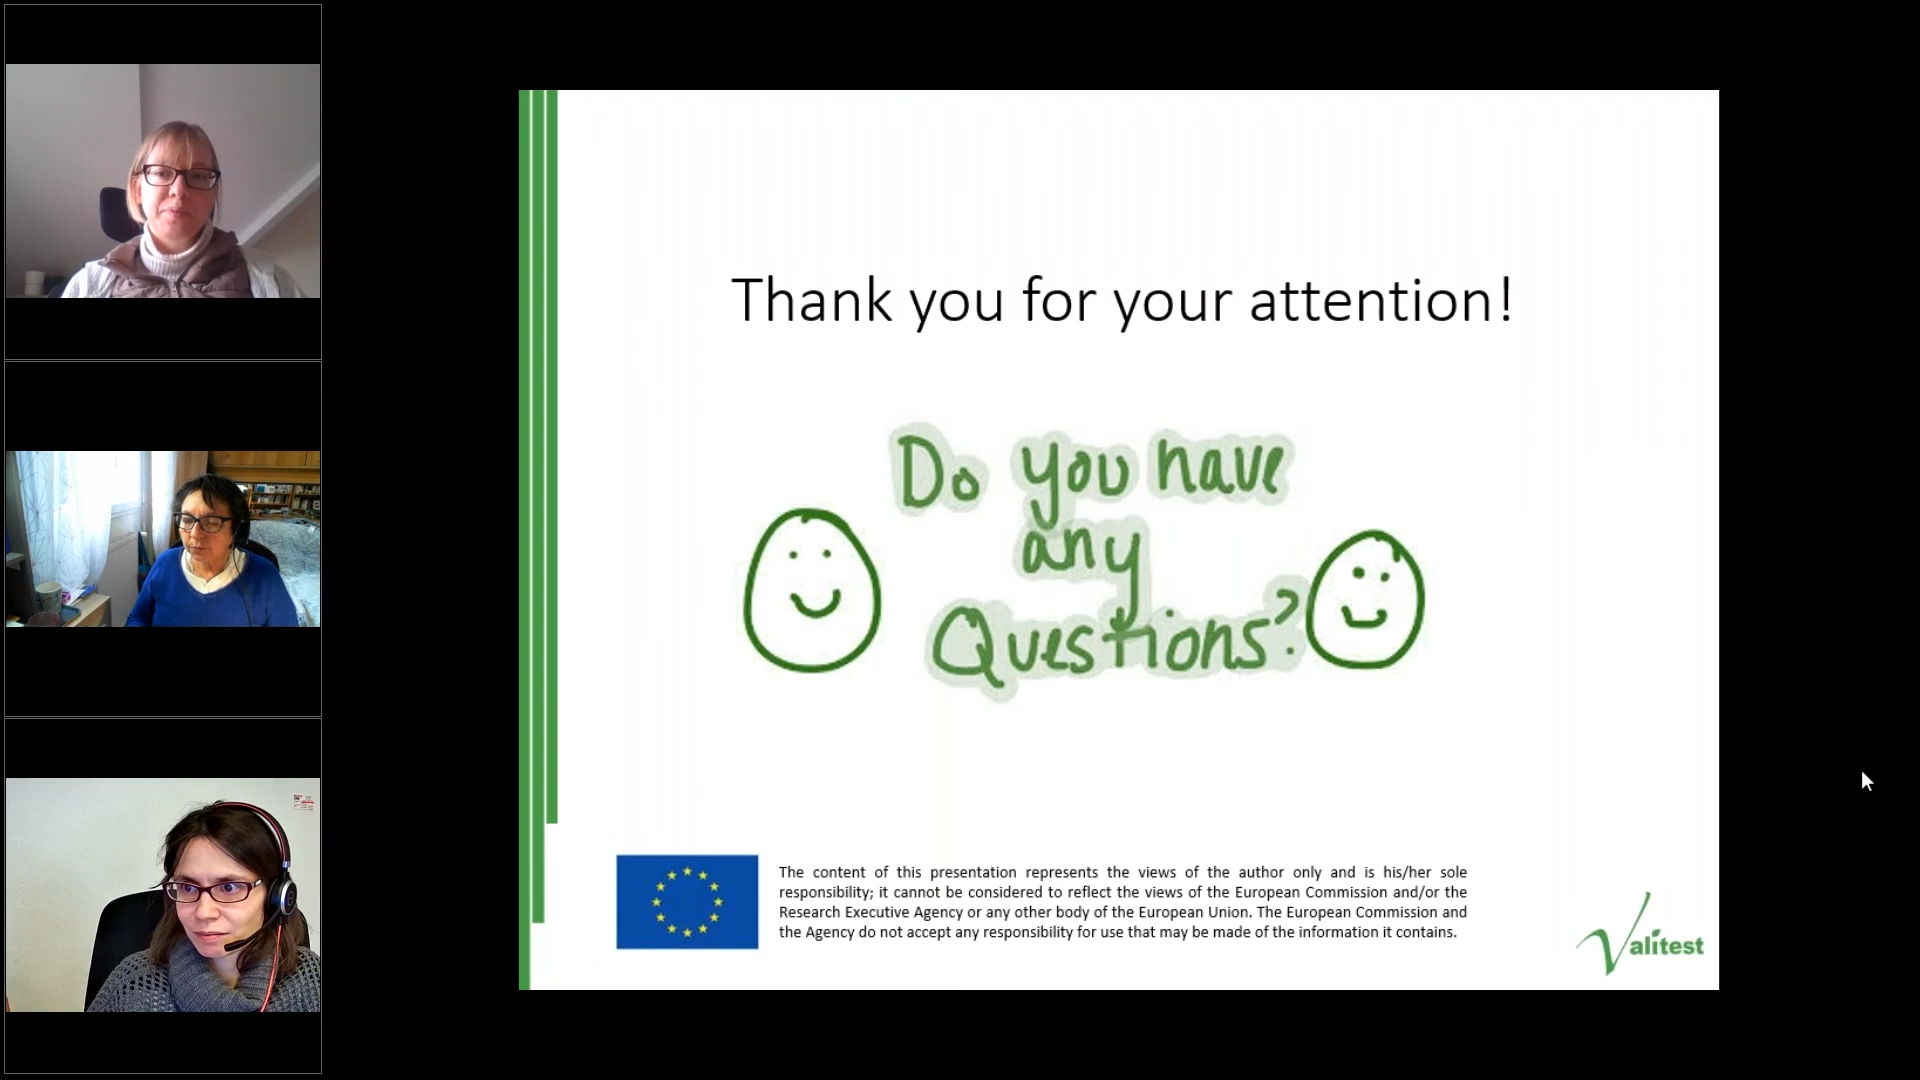 Thank you for your attention!
Do you have
any
Questions?
The content of this presentation represents the views of the author only and is his/her sole
responsibility; it cannot be considered to reflect the views of the European Commission and/or the
Research Executive Agency or any other body of the European Union. The European Commission and
the Agency do not accept any responsibility for use that may be made of the information it contains.
Valitest